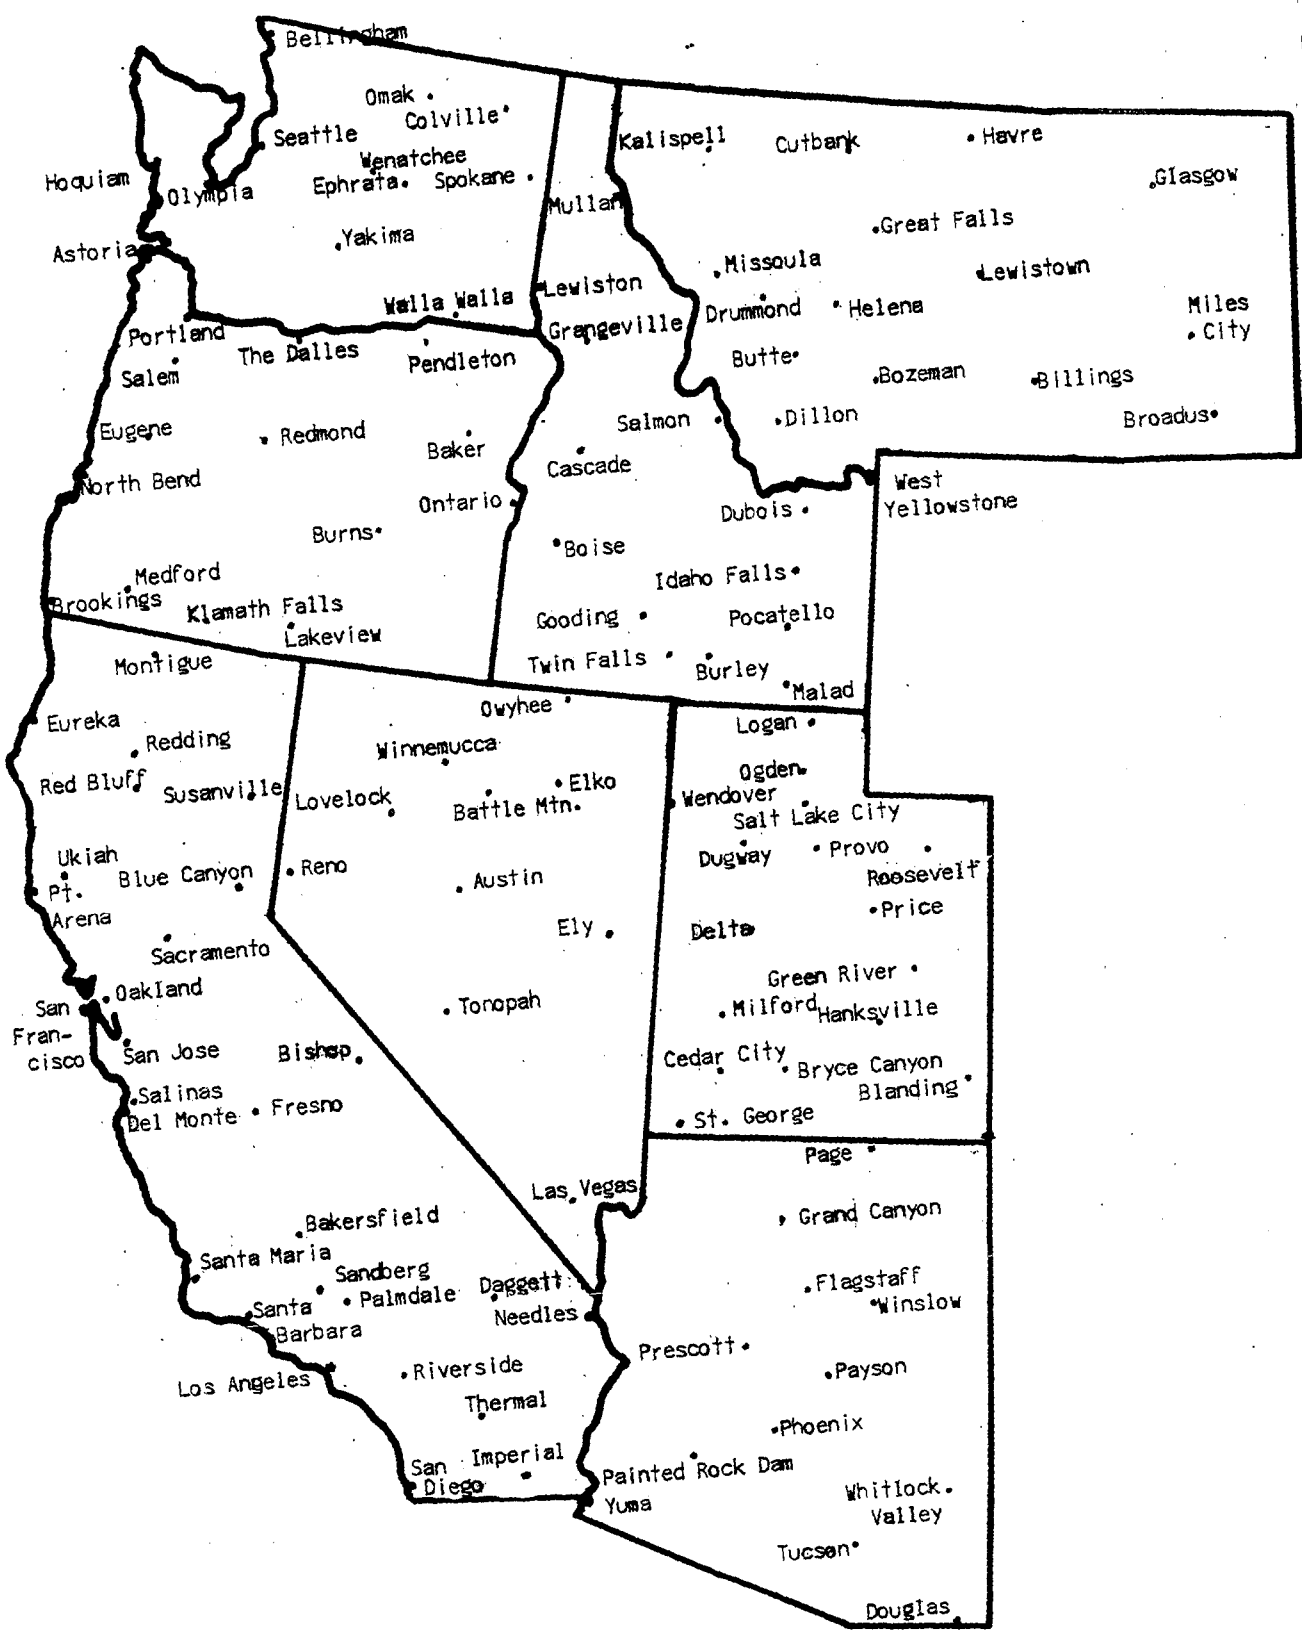 Bellingham
Omak
Colville
Seattle
Wenatchee
Hoquiam
Olympia
Ephrata
Spokane
Yakima
Astoria
Walla Walla
Kalispell
Cutbank
Havre
Glasgow
Mullan
Great Falls
Missoula
Lewistown
Lewiston
Drummond
Helena
Miles
City
Grangeville
Portland
The Dalles
Pendleton
Butte
Bozeman
Billings
Salem
Broadus
Eugene
Redmond
Baker
Salmon
Dillon
Cascade
North Bend
Ontario
West
Yellowstone
Dubois
Burns
Boise
Medford
Idaho Falls
Brookings
Klamath Falls
Gooding
Pocatello
Lakeview
Montigue
Twin Falls
Burley
Malad
Owyhee
Logan
Eureka
Redding
Winnemucca
Red Bluff
Susanville
Lovelock
Battle Mtn.
Elko
Ogden
Wendover
Salt Lake City
Ukiah
Pt.
Arena
Blue Canyon
Reno
Austin
Dugway
Provo
Roosevelt
Price
Ely
Delta
Sacramento
Green River
Oakland
Tonopah
Milford
Hanksville
San
Fran-
cisco
San Jose
Bishop
Cedar City
Bryce Canyon
Blanding
Salinas
Del Monte
Fresno
St. George
Page
Las Vegas
Grand Canyon
Bakersfield
Santa Maria
Sandberg
Daggett
Flagstaff
Winslow
Santa
Barbara
Palmdale
Needles
Prescott
Los Angeles
Riverside
Payson
Thermal
Phoenix
San
Diego
Imperial
Painted Rock Dam
Yuma
Whitlock
Valley
Tucson
Douglas